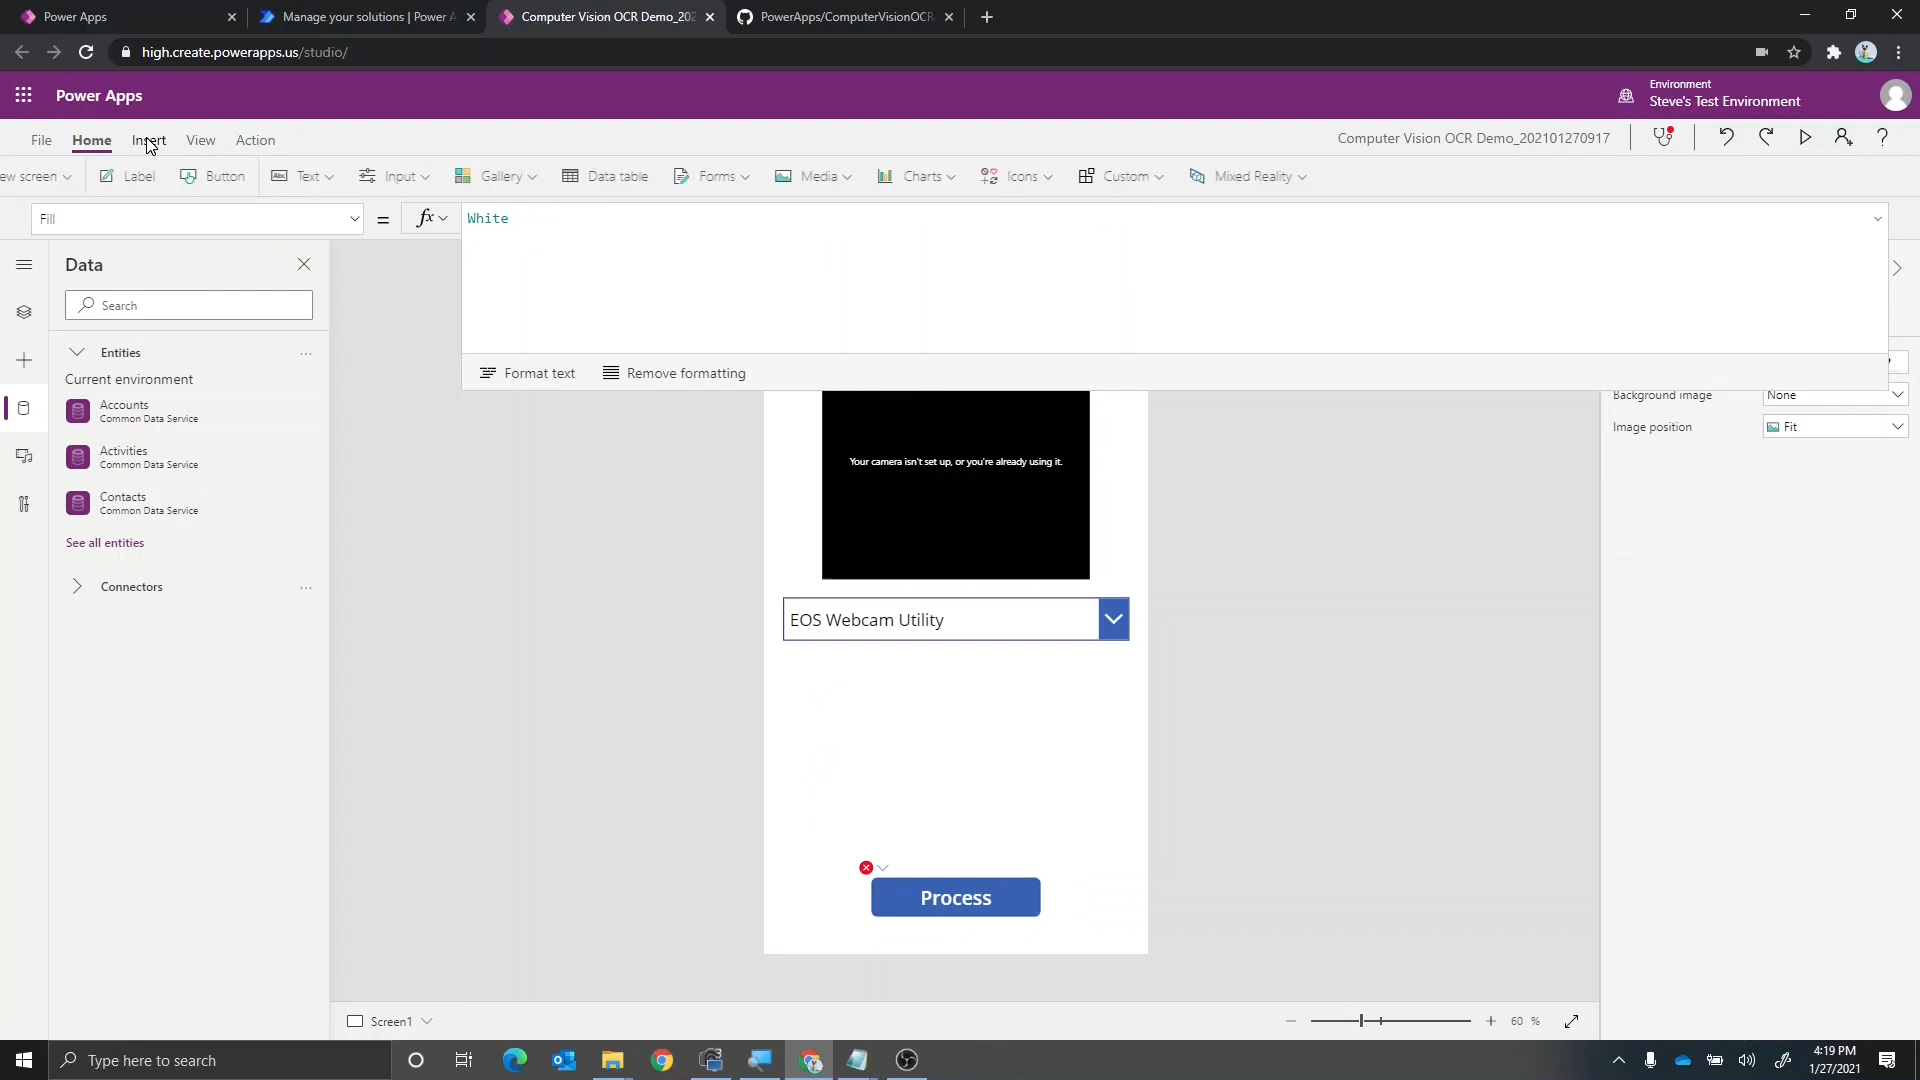 Power Apps
Manage your solutions | Power A
Computer Vision OCR Demo_202
PowerApps/ComputerVisionOCR
high.create.powerapps.us/studio/
Power Apps
Environment
Steve's Test Environment
File
Home
Insert
View
Action
Computer Vision OCR Demo_202101270917
ew screen
Label
Button
Text
Input
Gallery
Data table
Forms
Media
Charts
Icons
Custom
Mixed Reality
Fill
=
fx
White
Data
Search
Format text
Remove formatting
Entities
Current environment
Accounts
Common Data Service
Activities
Common Data Service
Contacts
Common Data Service
See all entities
Connectors
Background image
None
Image position
Fit
Your camera isn't set up, or you're already using it.
EOS Webcam Utility
Process
Screen1
60 %
Type here to search
4:19 PM
1/27/2021